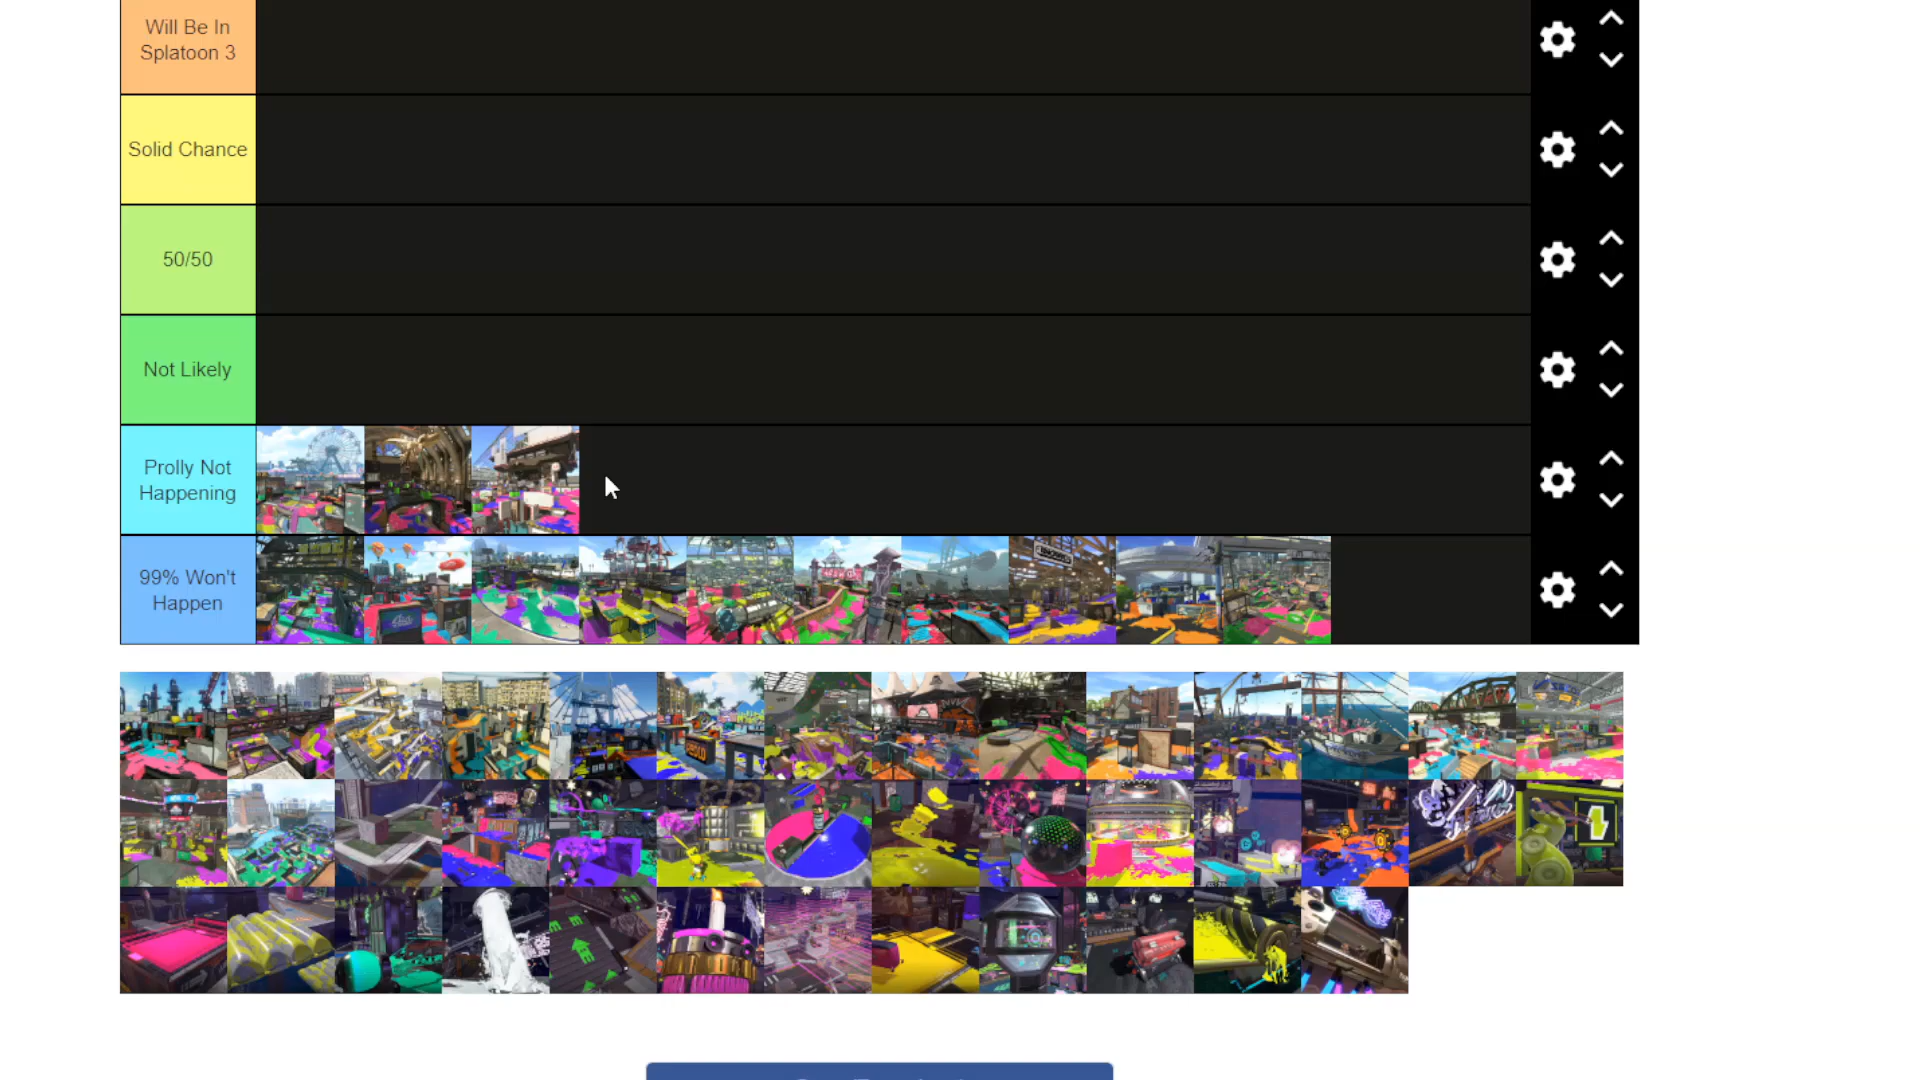 Will Be In
Splatoon 3
Solid Chance
50/50
Not Likely
Prolly Not
Happening
99% Won't
Happen